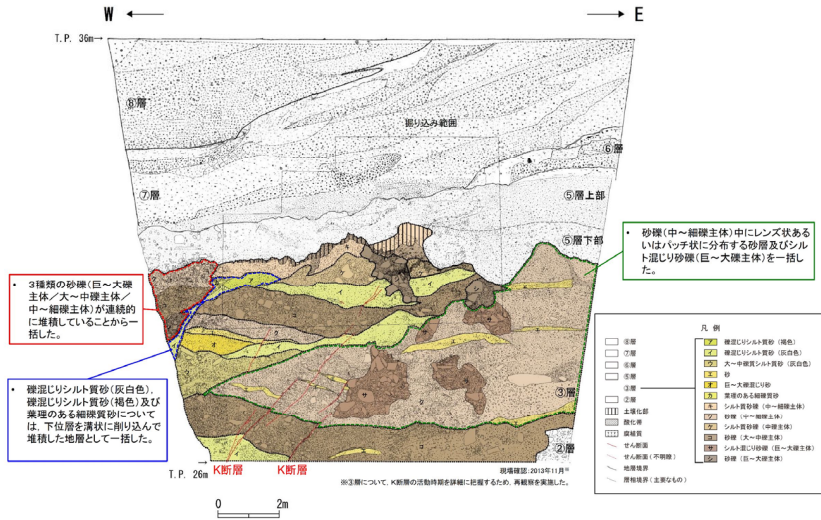 W
E
T.P. 36m
⑧層
掘り込み範囲
⑥層
⑦層
⑤層上部
⑤層下部
・ 砂礫(中~細礫主体)中にレンズ状ある
いはパッチ状に分布する砂層及びシル
ト混じり砂礫(巨~大礫主体)を一括し
た。
・ 3種類の砂礫(巨~大礫
主体/大~中礫主体/
中~細礫主体)が連続的
に堆積していることから一
括した。
・ 礫混じりシルト質砂(灰白色)、
礫混じりシルト質砂(褐色)及び
葉理のある細礫質砂について
は、下位層を溝状に削り込んで
堆積した地層として一括した。
③層
②層
T.P. 26m
K断層
K断層
現場確認:2013年11月※
※③層について、K断層の活動時期を詳細に把握するため、再観察を実施した。
0
2m
凡 例
⑧層
⑦層
⑥層
⑤層
③層
②層
土壌化部
酸化帯
腐植質
せん断面
せん断面(不明瞭)
地層境界
層相境界(主要なもの)
ア 礫混じりシルト質砂(褐色)
イ 礫混じりシルト質砂(灰白色)
ウ 大~中礫質シルト質砂(灰白色)
エ 砂
オ 巨~大礫混じり砂
カ 葉理のある細礫質砂
キ シルト質砂礫(中~細礫主体)
ク 砂礫(中~細礫主体)
ケ シルト質砂礫(中礫主体)
コ 砂礫(大~中礫主体)
サ シルト混じり砂礫(巨~大礫主体)
シ 砂礫(巨~大礫主体)